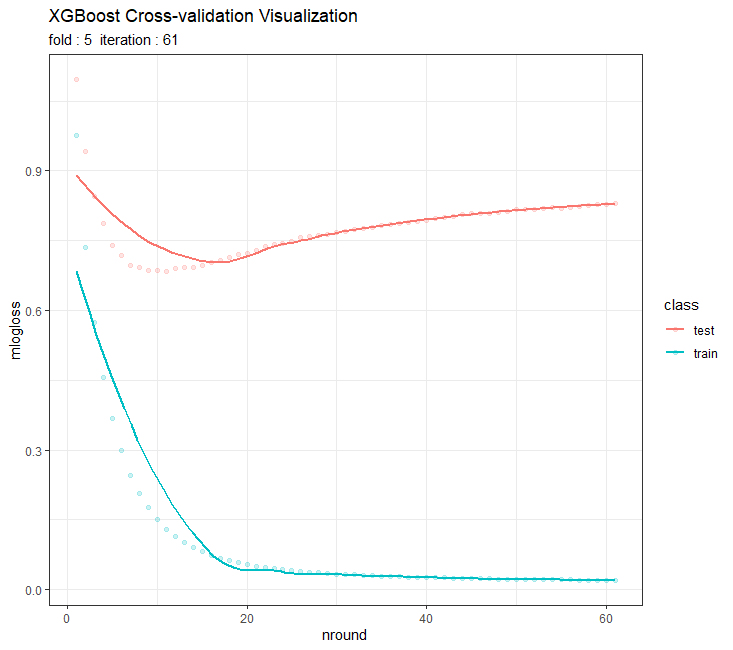 XGBoost Cross-validation Visualization
fold : 5  iteration : 61
mlogloss
0.9
0.6
0.3
0.0
0
20
40
60
nround
class
test
train